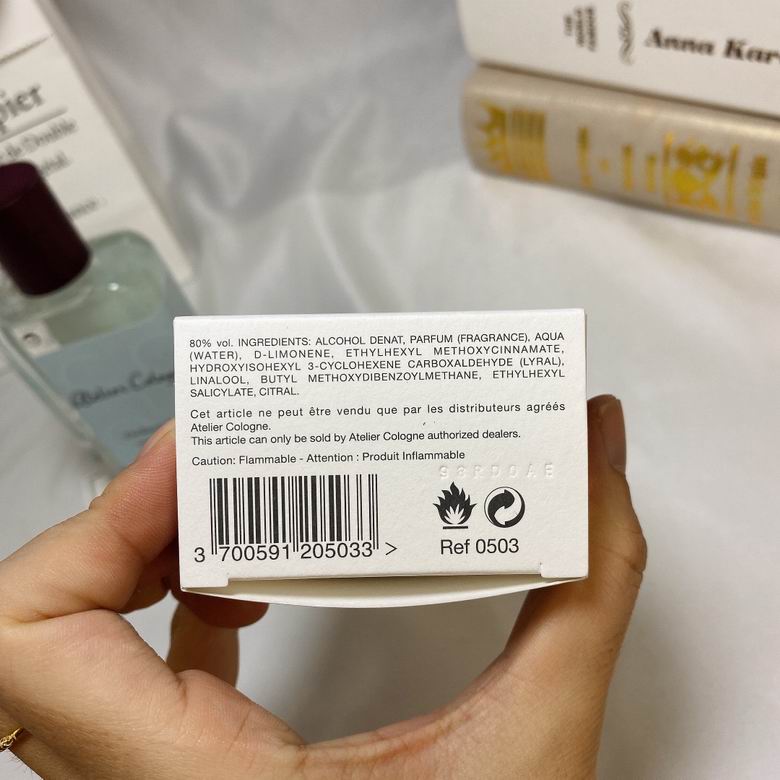 pier
Anna Kar
80% vol. INGREDIENTS: ALCOHOL DENAT, PARFUM (FRAGRANCE), AQUA
(WATER), D-LIMONENE, ETHYLHEXYL METHOXYCINNAMATE,
HYDROXYISOHEXYL 3-CYCLOHEXENE CARBOXALDEHYDE (LYRAL),
LINALOOL, BUTYL METHOXYDIBENZOYLMETHANE, ETHYLHEXYL
SALICYLATE, CITRAL.
Cet article ne peut être vendu que par les distributeurs agréés
Atelier Cologne.
This article can only be sold by Atelier Cologne authorized dealers.
Caution: Flammable - Attention : Produit Inflammable
3 700591 205033 >
Ref 0503